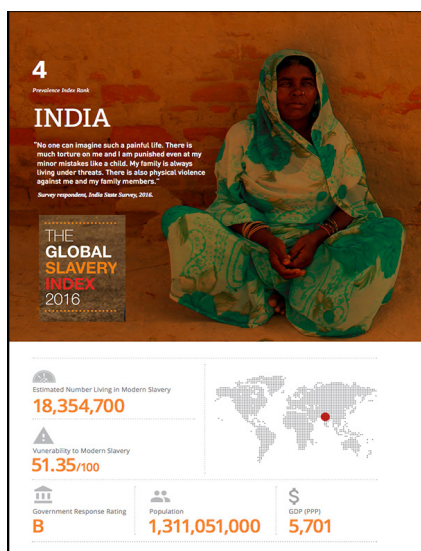 4
Prevalence Index Rank
INDIA
“No one can imagine such a painful life. There is
much torture on me and I am punished even at my
minor mistakes like a child. My family is always
living under threats. There is also physical violence
against me and my family members.”
Survey respondent, India State Survey, 2016.
THE
GLOBAL
SLAVERY
INDEX
2016
Estimated Number Living in Modern Slavery
18,354,700
Vunerability to Modern Slavery
51.35/100
Government Response Rating
B
Population
1,311,051,000
$
GDP (PPP)
5,701